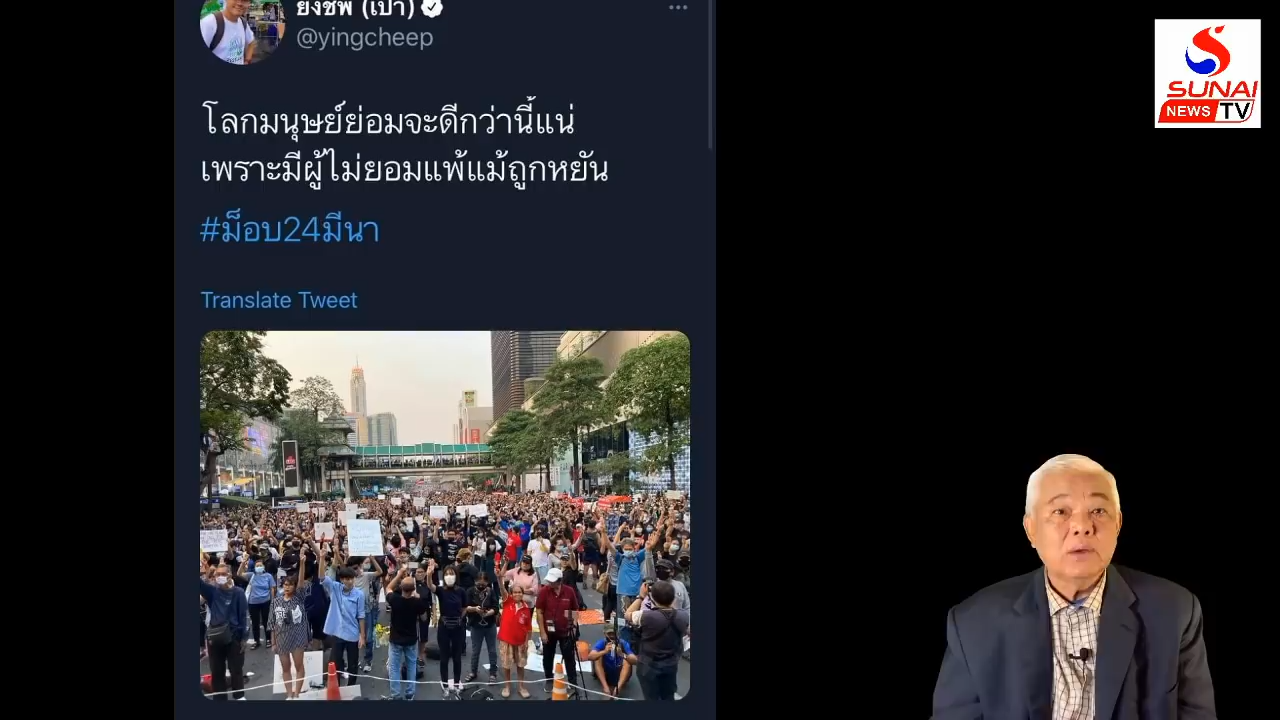 ยิ่งชีพ (เป๋า)
@yingcheep
โลกมนุษย์ย่อมจะดีกว่านี้แน่
เพราะมีผู้ไม่ยอมแพ้แม้ถูกหยัน
#ม็อบ24มีนา
Translate Tweet
SUNAI
NEWS TV